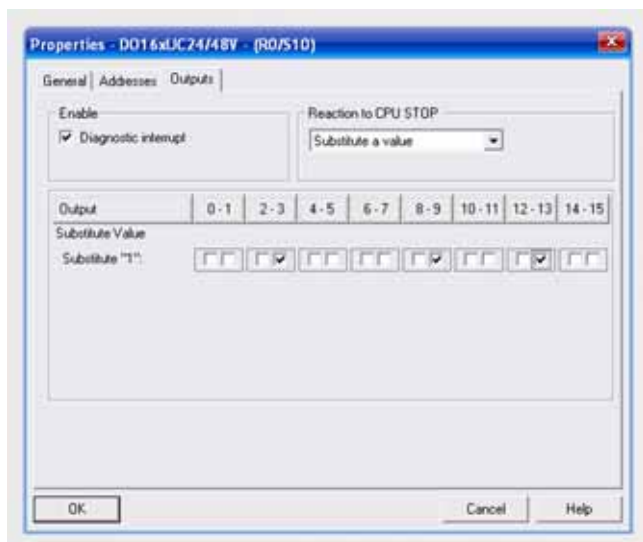 Properties - DO16xUC24/48V - (R0/S10)
General Addresses Outputs
Enable
Diagnostic interrupt
Reaction to CPU STOP
Substitute a value
Output 0 - 1 2 - 3 4 - 5 6 - 7 8 - 9 10 - 11 12 - 13 14 - 15
Substitute Value
Substitute "1":
OK Cancel Help